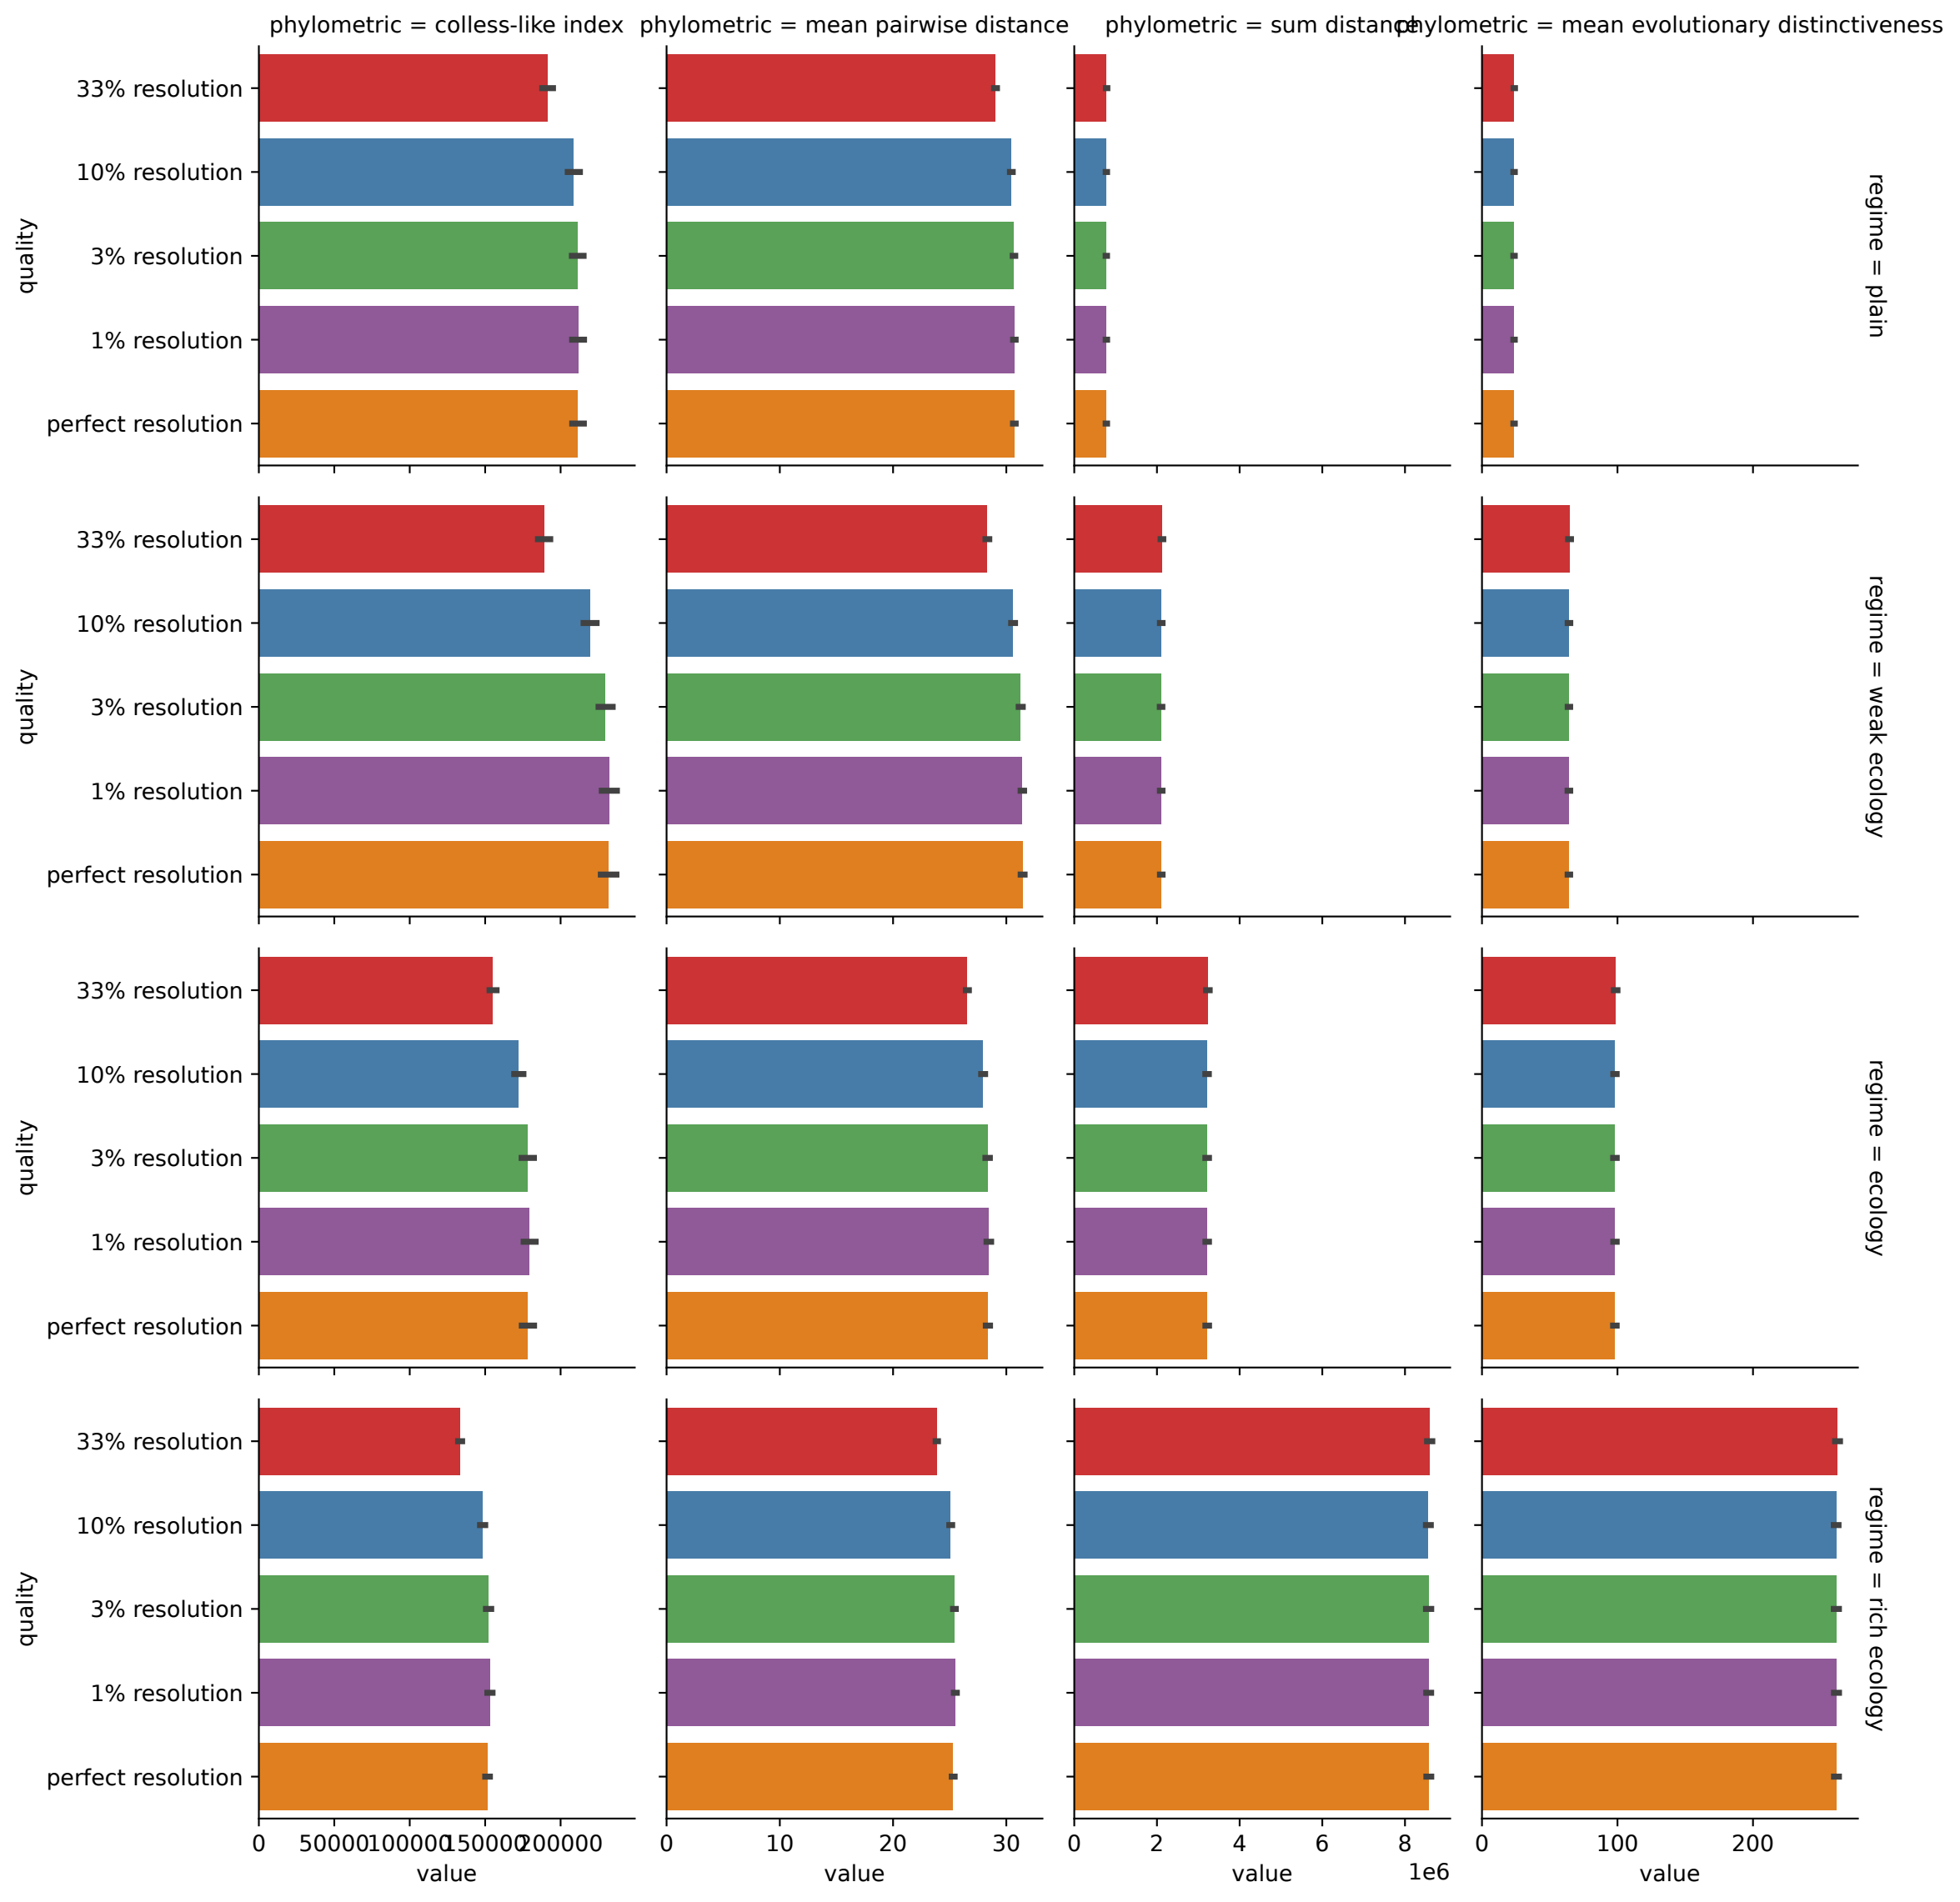 phylometric = colless-like index
phylometric = mean pairwise distance
phylometric = sum distance
phylometric = mean evolutionary distinctiveness
quality
33% resolution
10% resolution
3% resolution
1% resolution
perfect resolution
regime = plain
quality
33% resolution
10% resolution
3% resolution
1% resolution
perfect resolution
regime = weak ecology
quality
33% resolution
10% resolution
3% resolution
1% resolution
perfect resolution
regime = ecology
quality
33% resolution
10% resolution
3% resolution
1% resolution
perfect resolution
regime = rich ecology
0 50000 100000 150000 200000
value
0 10 20 30
value
0 2 4 6 8
1e6
value
0 100 200
value